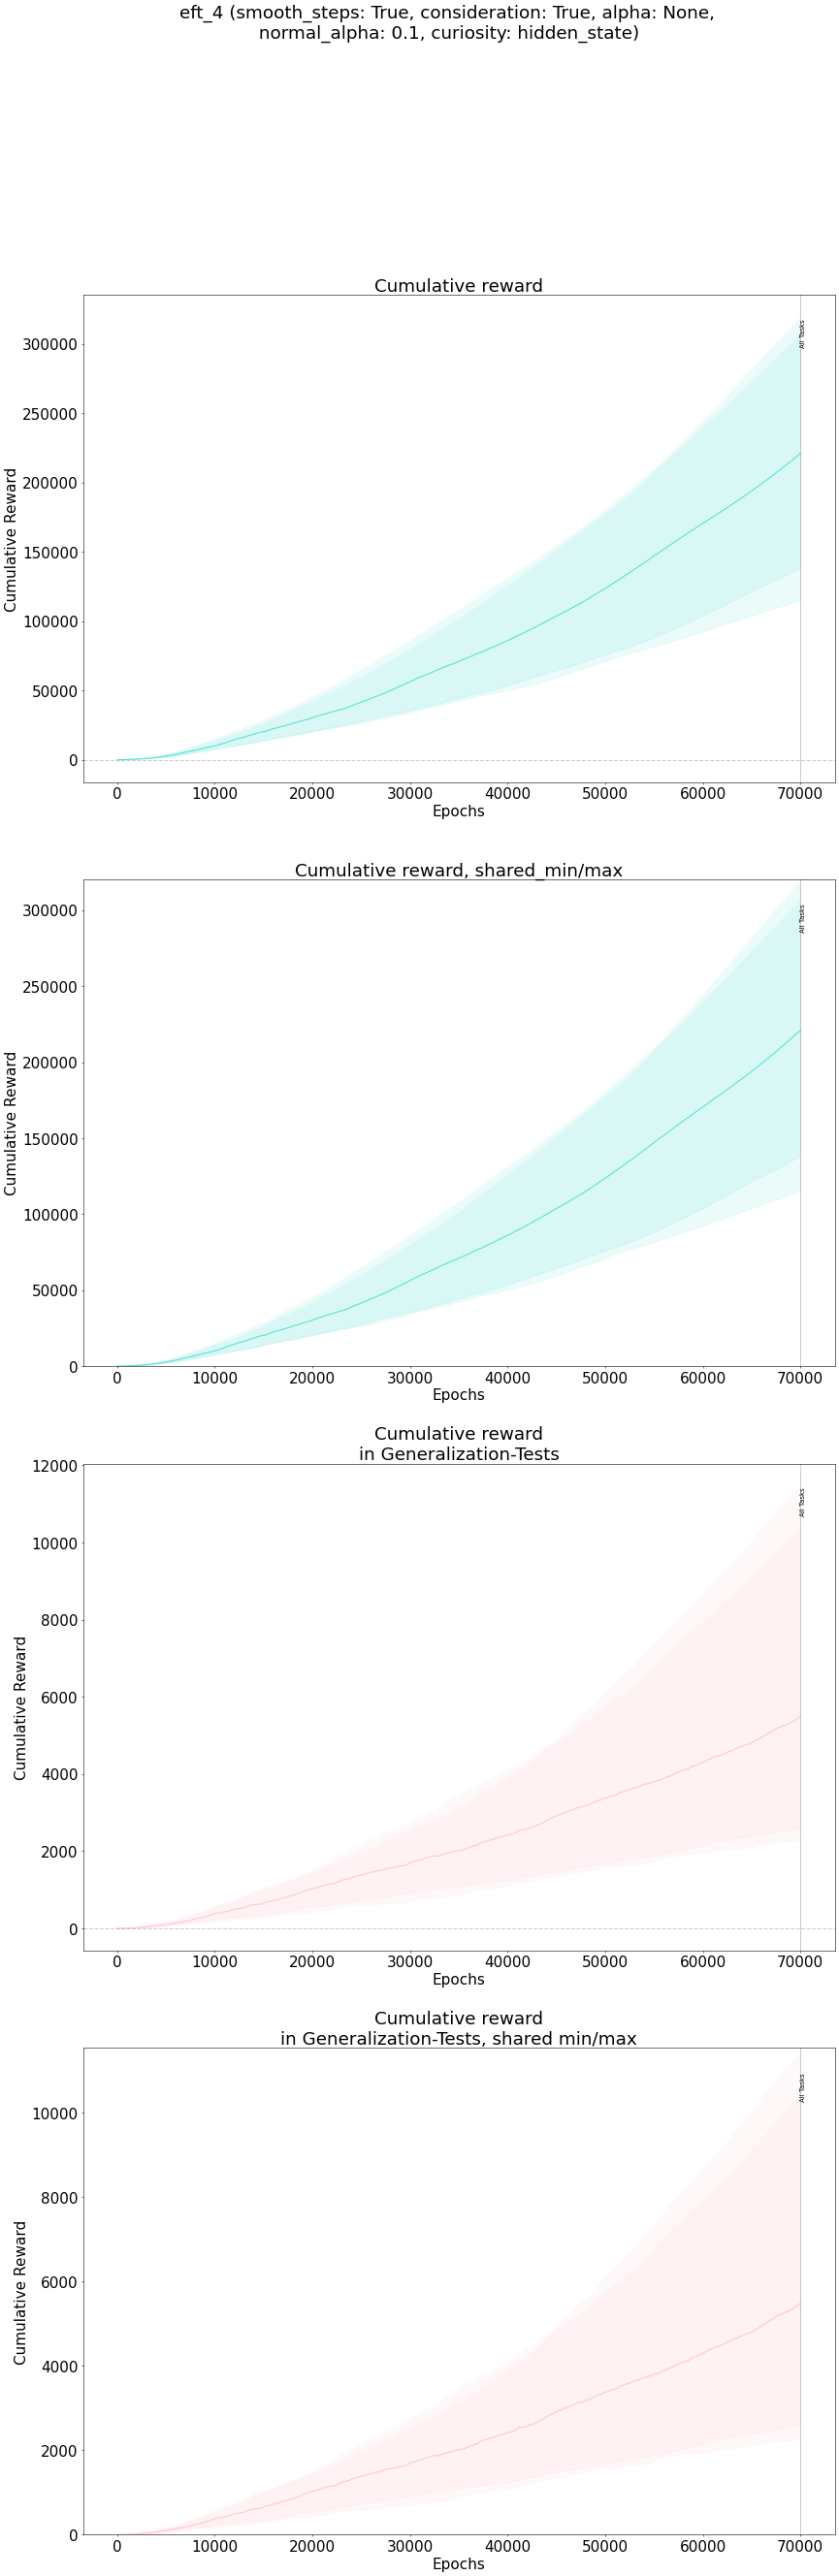 eft_4 (smooth_steps: True, consideration: True, alpha: None,
normal_alpha: 0.1, curiosity: hidden_state)
Cumulative reward
300000
250000
200000
150000
100000
50000
0
Cumulative Reward
All Tasks
0 10000 20000 30000 40000 50000 60000 70000
Epochs
Cumulative reward, shared_min/max
300000
250000
200000
150000
100000
50000
0
Cumulative Reward
All Tasks
0 10000 20000 30000 40000 50000 60000 70000
Epochs
Cumulative reward
in Generalization-Tests
12000
10000
8000
6000
4000
2000
0
Cumulative Reward
All Tasks
0 10000 20000 30000 40000 50000 60000 70000
Epochs
Cumulative reward
in Generalization-Tests, shared min/max
10000
8000
6000
4000
2000
0
Cumulative Reward
All Tasks
0 10000 20000 30000 40000 50000 60000 70000
Epochs